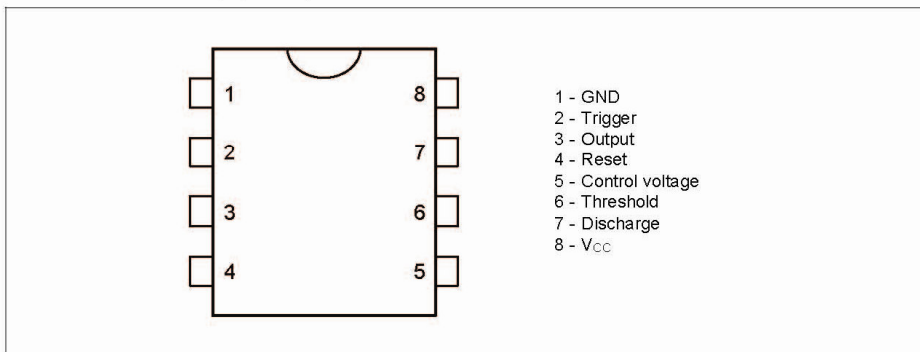 1 8
2 7
3 6
4 5
1 - GND
2 - Trigger
3 - Output
4 - Reset
5 - Control voltage
6 - Threshold
7 - Discharge
8 - VCC